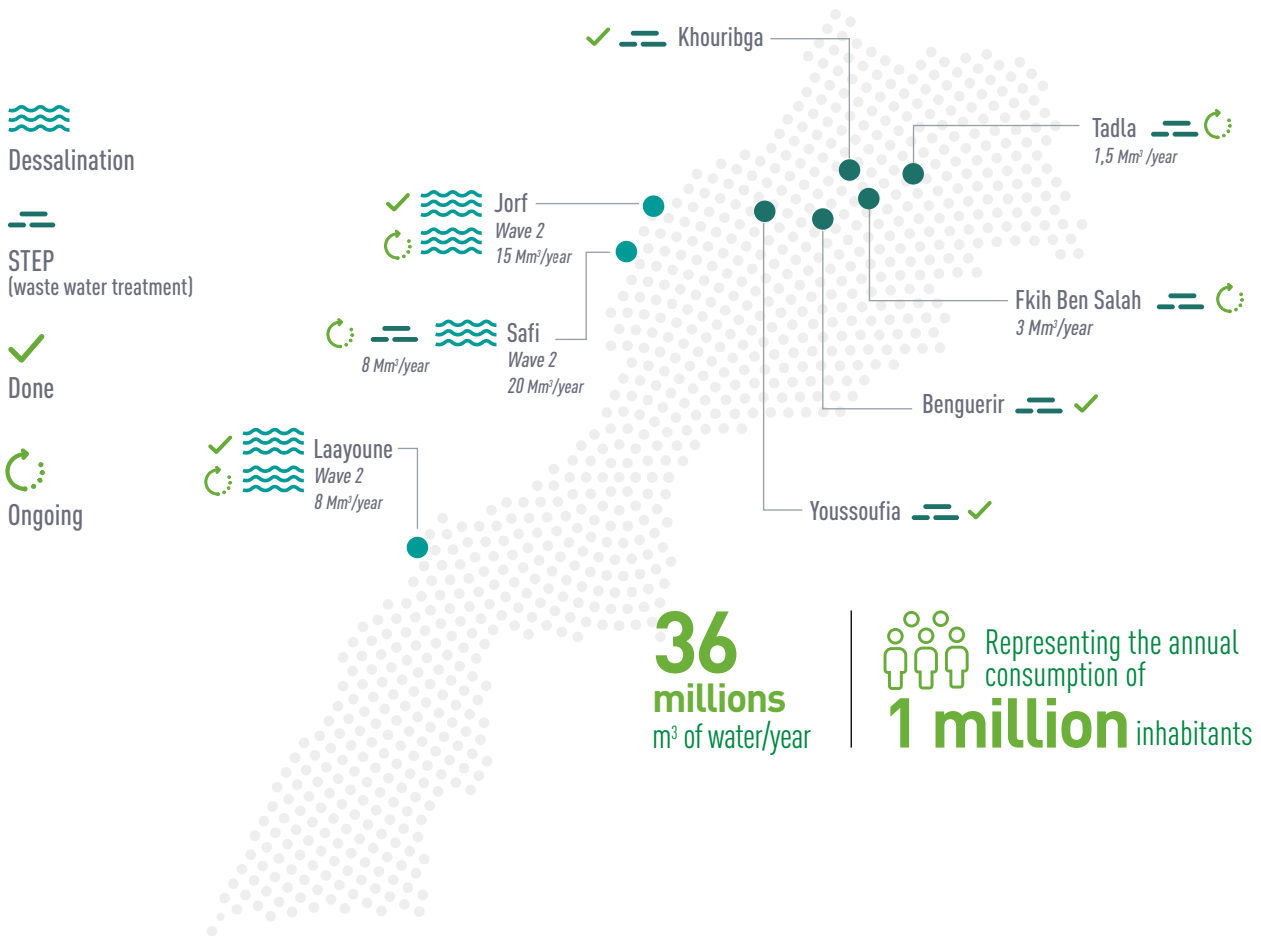 Dessalination
STEP
(waste water treatment)
Done
Ongoing
Khouribga
Tadla
1,5 Mm³ /year
Jorf
Wave 2
15 Mm³/year
Safi
Wave 2
20 Mm³/year
8 Mm³/year
Fkih Ben Salah
3 Mm³/year
Benguerir
Laayoune
Wave 2
8 Mm³/year
Youssoufia
36
millions
m³ of water/year
Representing the annual
consumption of
1 million inhabitants